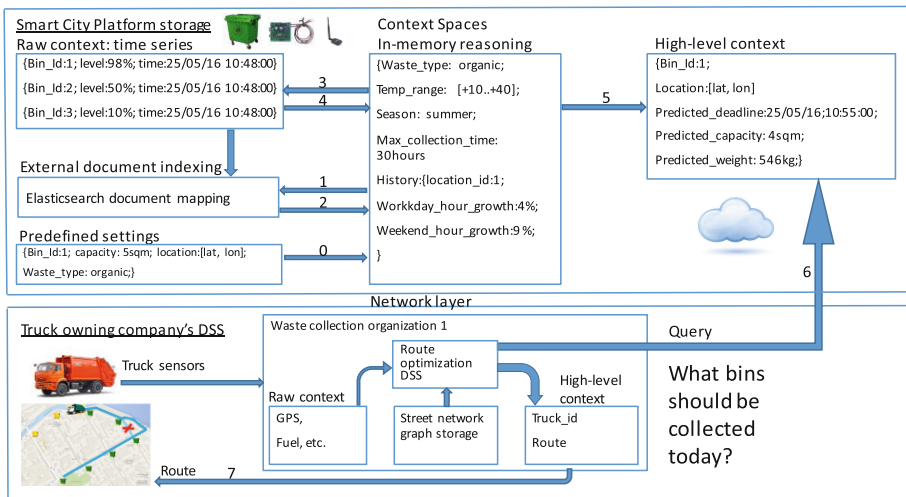 Smart City Platform storage
Raw context: time series
{Bin_Id:1; level:98%; time:25/05/16 10:48:00}
{Bin_Id:2; level:50%; time:25/05/16 10:48:00}
{Bin_Id:3; level:10%; time:25/05/16 10:48:00}
External document indexing
Elasticsearch document mapping
Predefined settings
{Bin_Id:1; capacity: 5sqm; location:[lat, lon];
Waste_type: organic;}
3
4
1
2
0
Context Spaces
In-memory reasoning
{Waste_type: organic;
Temp_range: [+10..+40];
Season: summer;
Max_collection_time:
30hours
History:{location_id:1;
Workkday_hour_growth:4%;
Weekend_hour_growth:9%;
}
5
High-level context
{Bin_Id:1;
Location:[lat, lon]
Predicted_deadline:25/05/16;10:55:00;
Predicted_capacity: 4sqm;
Predicted_weight: 546kg;}
6
Network layer
Truck owning company's DSS
Truck sensors
Waste collection organization 1
Route
optimization
DSS
Raw context
GPS,
Fuel, etc.
Street network
graph storage
High-level
context
Truck_id
Route
Query
What bins
should be
collected
today?
Route
7